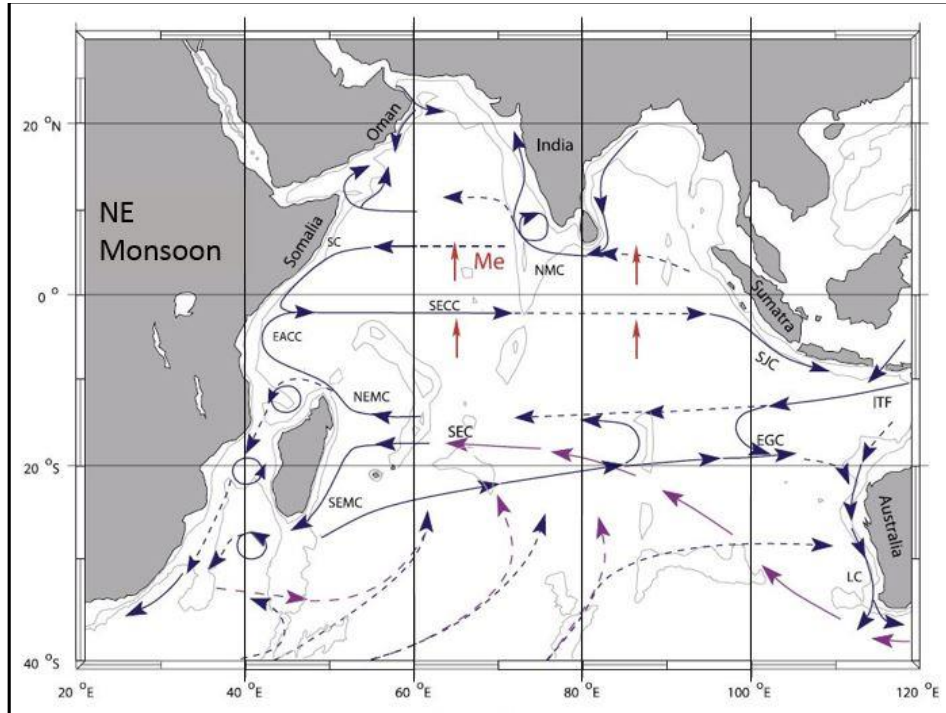 20 °N
0 °
20 °S
40 °S
20 °E
40 °E
60 °E
80 °E
100 °E
120 °E
NE
Monsoon
Oman
India
Somalia
SC
Me
NMC
Sumatra
SECC
EACC
SJC
ITF
NEMC
SEC
EGC
SEMC
Australia
LC